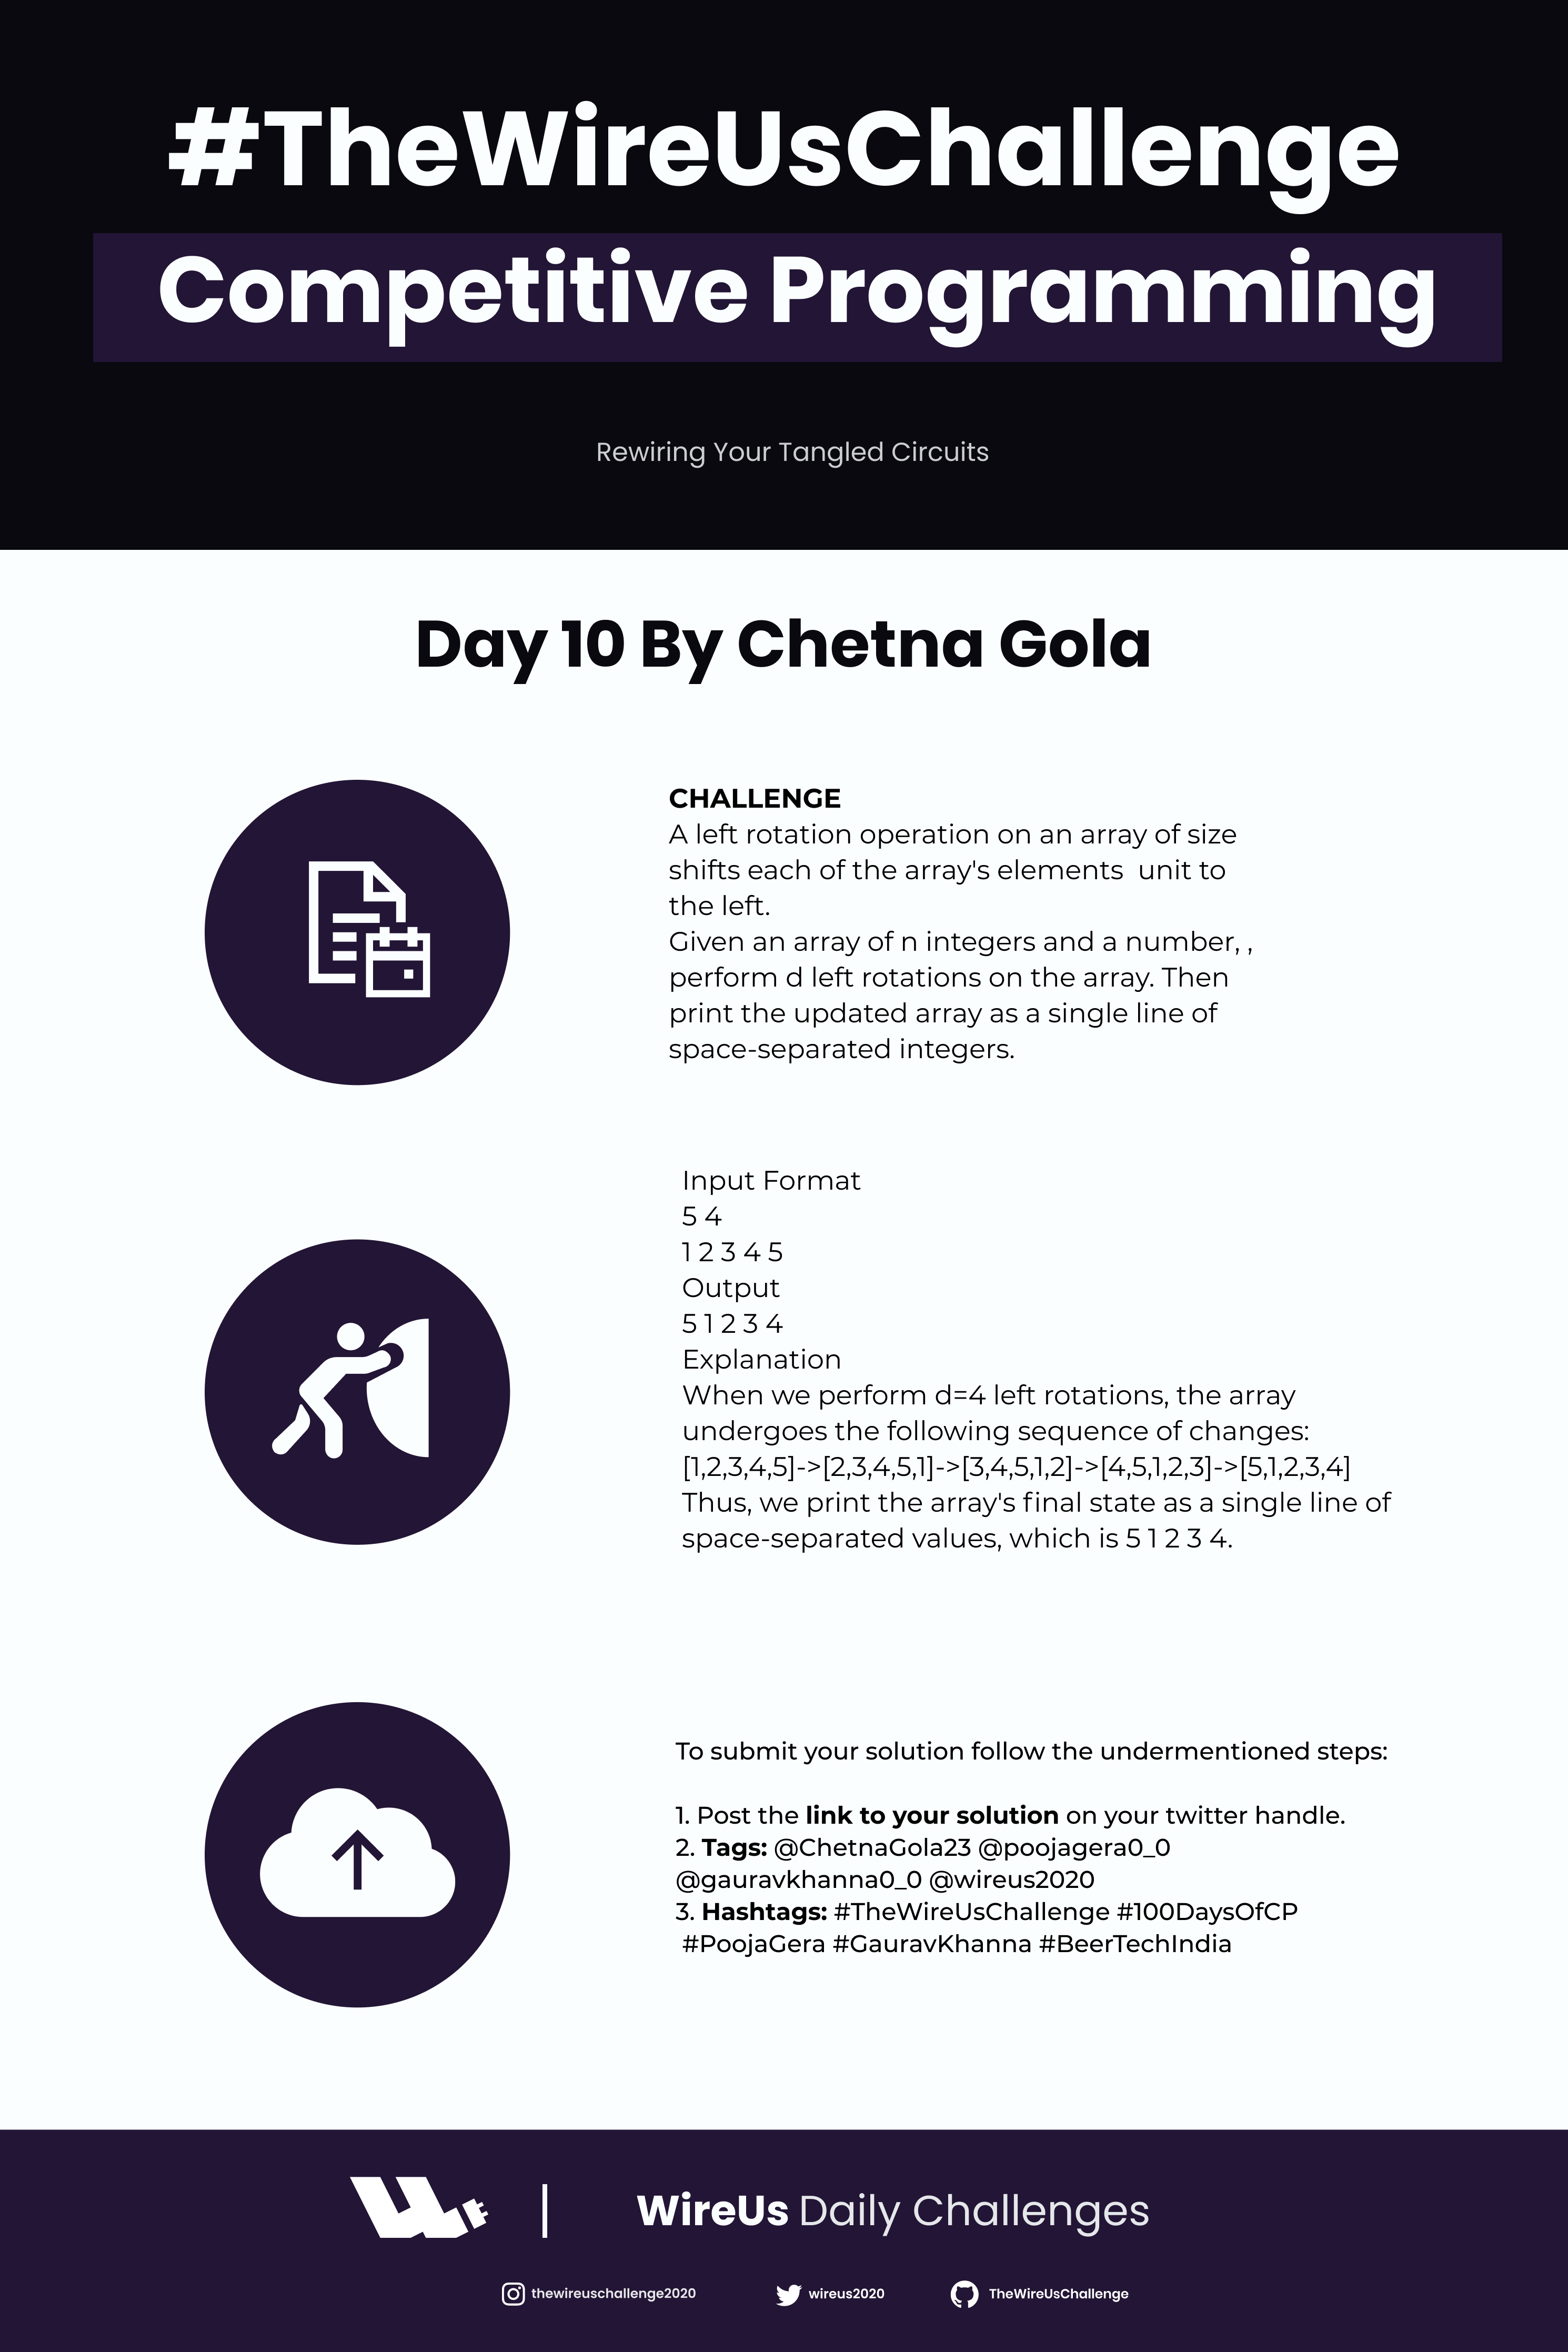 #TheWireUsChallenge
Competitive Programming
Rewiring Your Tangled Circuits
Day 10 By Chetna Gola
CHALLENGE
A left rotation operation on an array of size
shifts each of the array's elements  unit to
the left.
Given an array of n integers and a number, ,
perform d left rotations on the array. Then
print the updated array as a single line of
space-separated integers.
Input Format
5 4
1 2 3 4 5
Output
5 1 2 3 4
Explanation
When we perform d=4 left rotations, the array
undergoes the following sequence of changes:
[1,2,3,4,5]->[2,3,4,5,1]->[3,4,5,1,2]->[4,5,1,2,3]->[5,1,2,3,4]
Thus, we print the array's final state as a single line of
space-separated values, which is 5 1 2 3 4.
To submit your solution follow the undermentioned steps:
1. Post the link to your solution on your twitter handle.
2. Tags: @ChetnaGola23 @poojagera0_0
@gauravkhanna0_0 @wireus2020
3. Hashtags: #TheWireUsChallenge #100DaysOfCP
#PoojaGera #GauravKhanna #BeerTechIndia
WireUs Daily Challenges
thewireuschallenge2020 wireus2020 TheWireUsChallenge